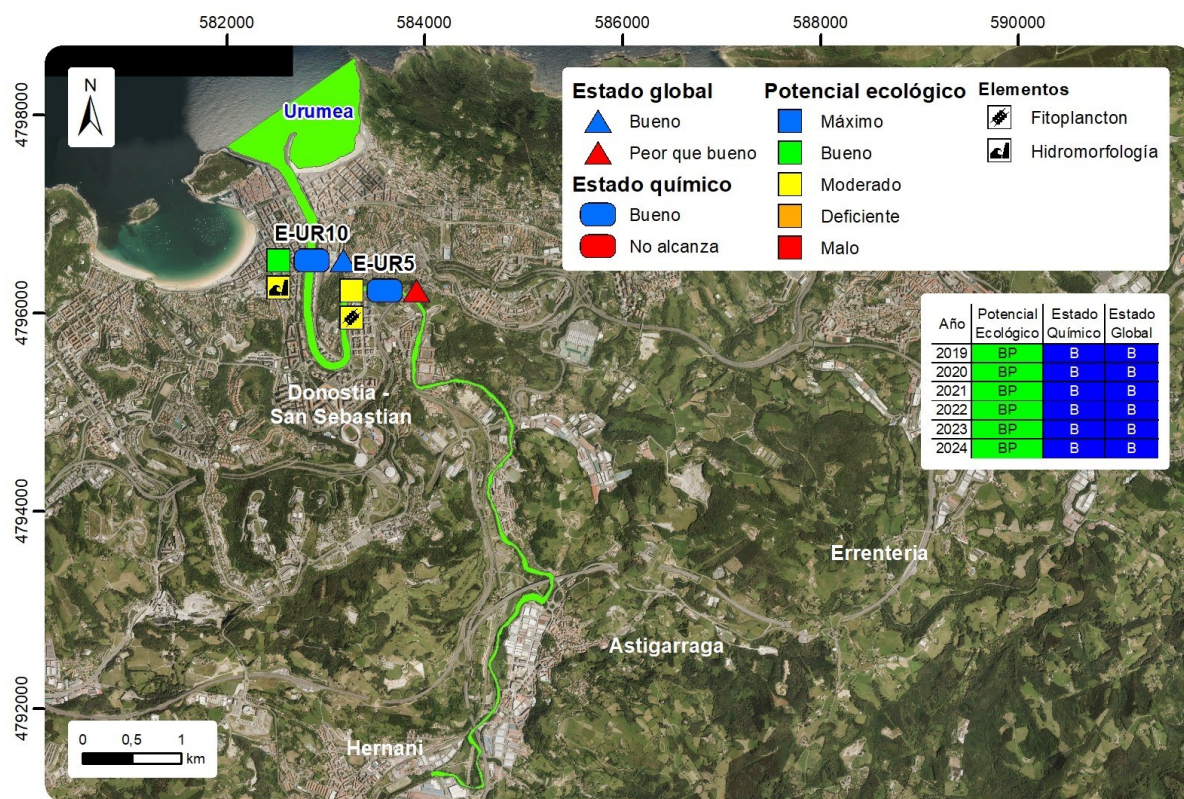 582000 584000 586000 588000 590000
4798000
4796000
4794000
4792000
N
Urumea
Estado global
Bueno
Peor que bueno
Estado químico
Bueno
No alcanza
Potencial ecológico
Máximo
Bueno
Moderado
Deficiente
Malo
Elementos
Fitoplancton
Hidromorfología
E-UR10
E-UR5
Año Potencial Ecológico Estado Químico Estado Global
2019 BP B B
2020 BP B B
2021 BP B B
2022 BP B B
2023 BP B B
2024 BP B B
Donostia -
San Sebastian
Errenteria
Astigarraga
Hernani
0 0,5 1
km